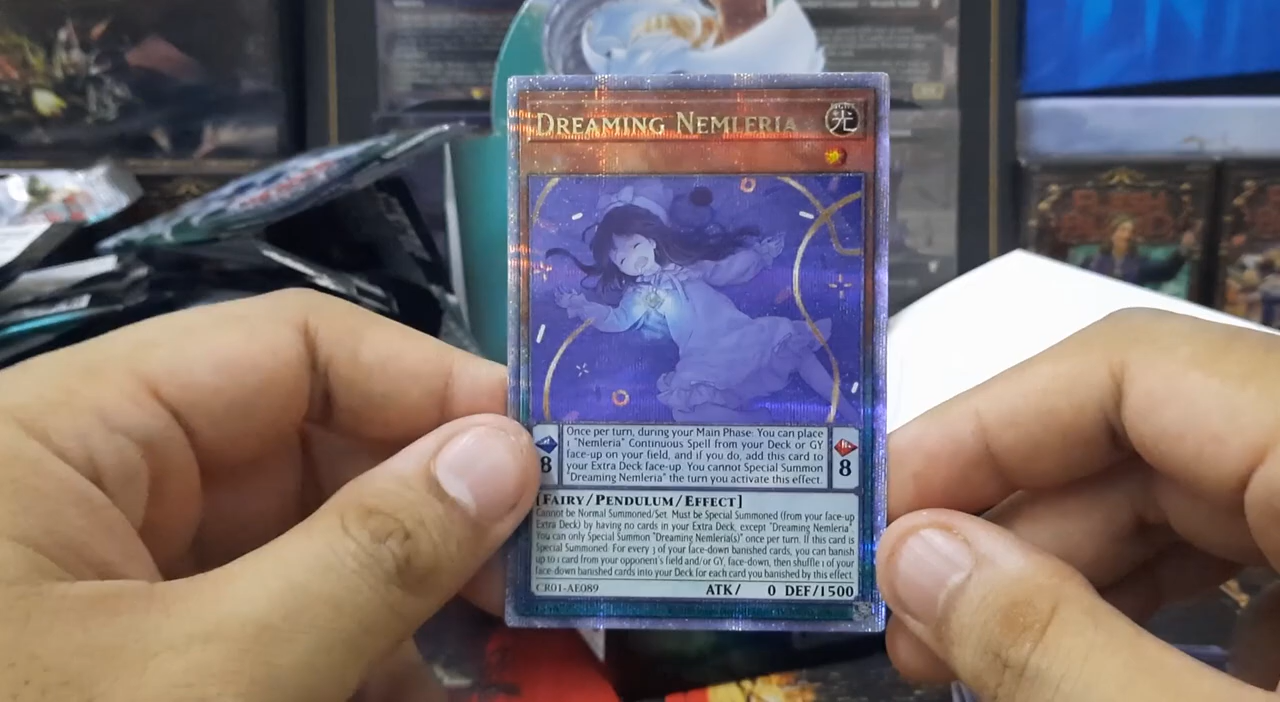 DREAMING NEMLERIA
LIGHT
光
Once per turn, during your Main Phase: You can place
1 "Nemleria" Continuous Spell from your Deck or GY
face-up on your field, and if you do, add this card to
your Extra Deck face-up. You cannot Special Summon
"Dreaming Nemleria" the turn you activate this effect.
8
8
[FAIRY/PENDULUM/EFFECT]
Cannot be Normal Summoned/Set. Must be Special Summoned (from your face-up
Extra Deck) by having no cards in your Extra Deck, except "Dreaming Nemleria".
You can only Special Summon "Dreaming Nemleria(s)" once per turn. If this card is
Special Summoned: For every 3 of your face-down banished cards, you can banish
up to 1 card from your opponent's field and/or GY, face-down, then shuffle 1 of your
face-down banished cards into your Deck for each card you banished by this effect.
CR01-AE089
ATK/ 0 DEF/1500